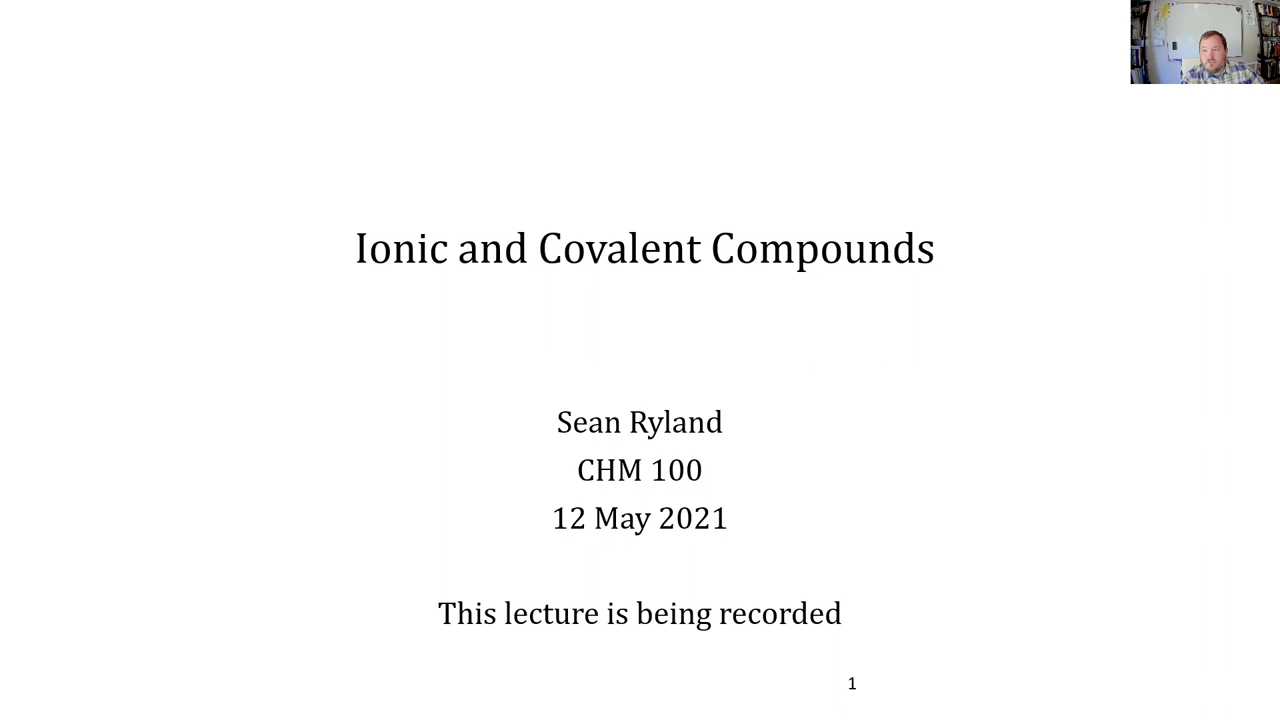 Ionic and Covalent Compounds
Sean Ryland
CHM 100
12 May 2021
This lecture is being recorded
1